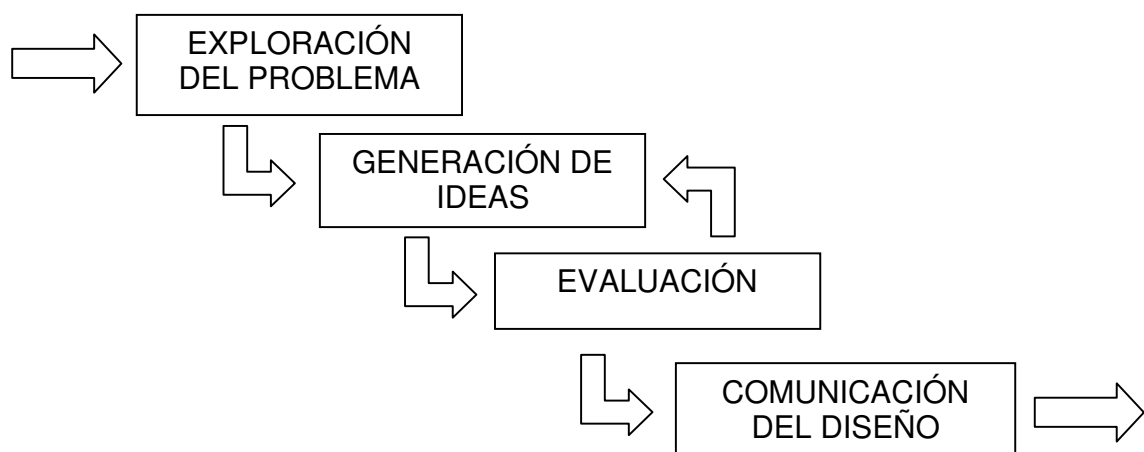 EXPLORACIÓN
DEL PROBLEMA
GENERACIÓN DE
IDEAS
EVALUACIÓN
COMUNICACIÓN
DEL DISEÑO